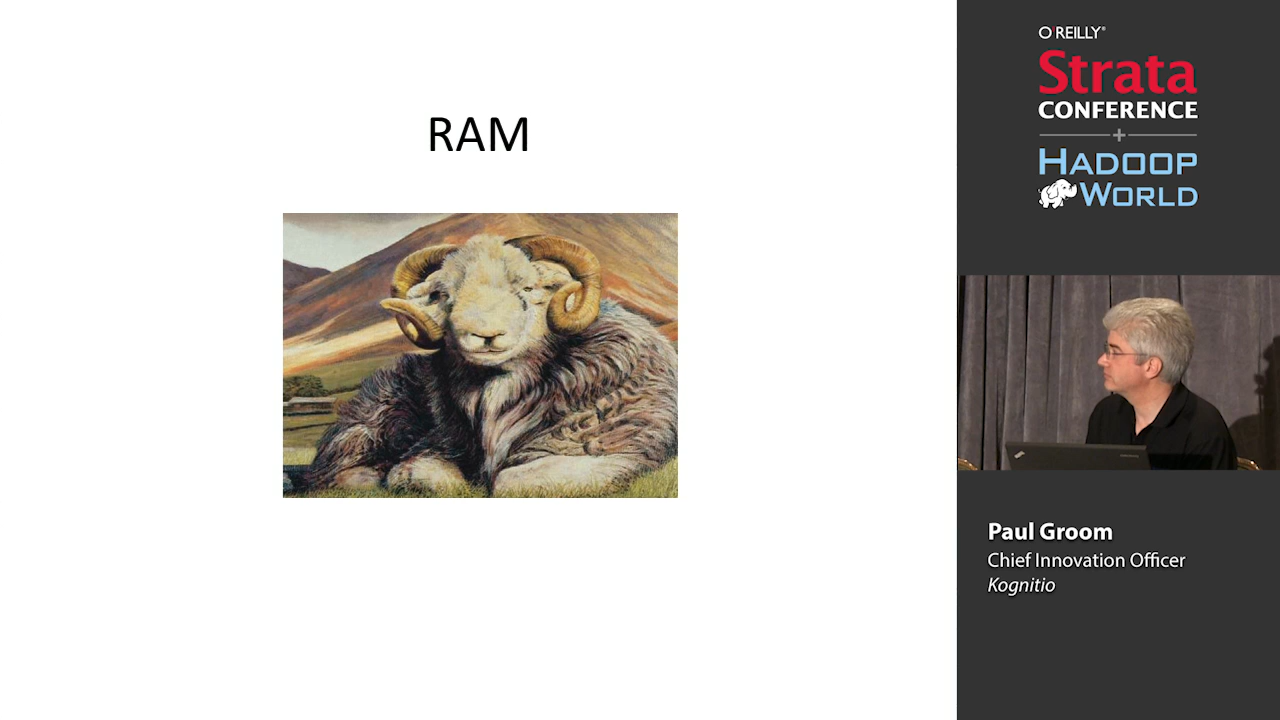 RAM
O'REILLY®
Strata
CONFERENCE
+
HADOOP
WORLD
Paul Groom
Chief Innovation Officer
Kognitio